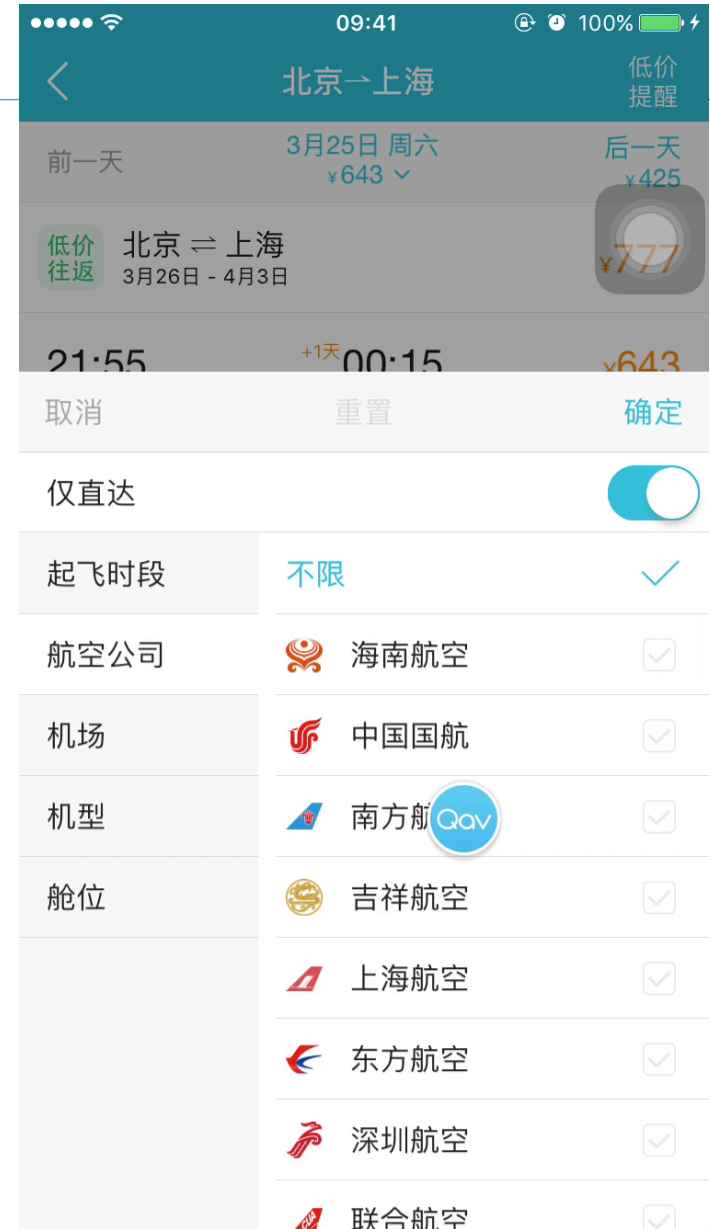 09:41
100%
北京→上海
低价
提醒
前一天
3月25日 周六
¥643
后一天
¥425
低价
往返
北京 ⇌ 上海
3月26日 - 4月3日
¥777
21:55
+1天00:15
¥643
取消
重置
确定
仅直达
起飞时段
不限
航空公司
海南航空
机场
中国国航
机型
南方航
Qav
舱位
吉祥航空
上海航空
东方航空
深圳航空
联合航空